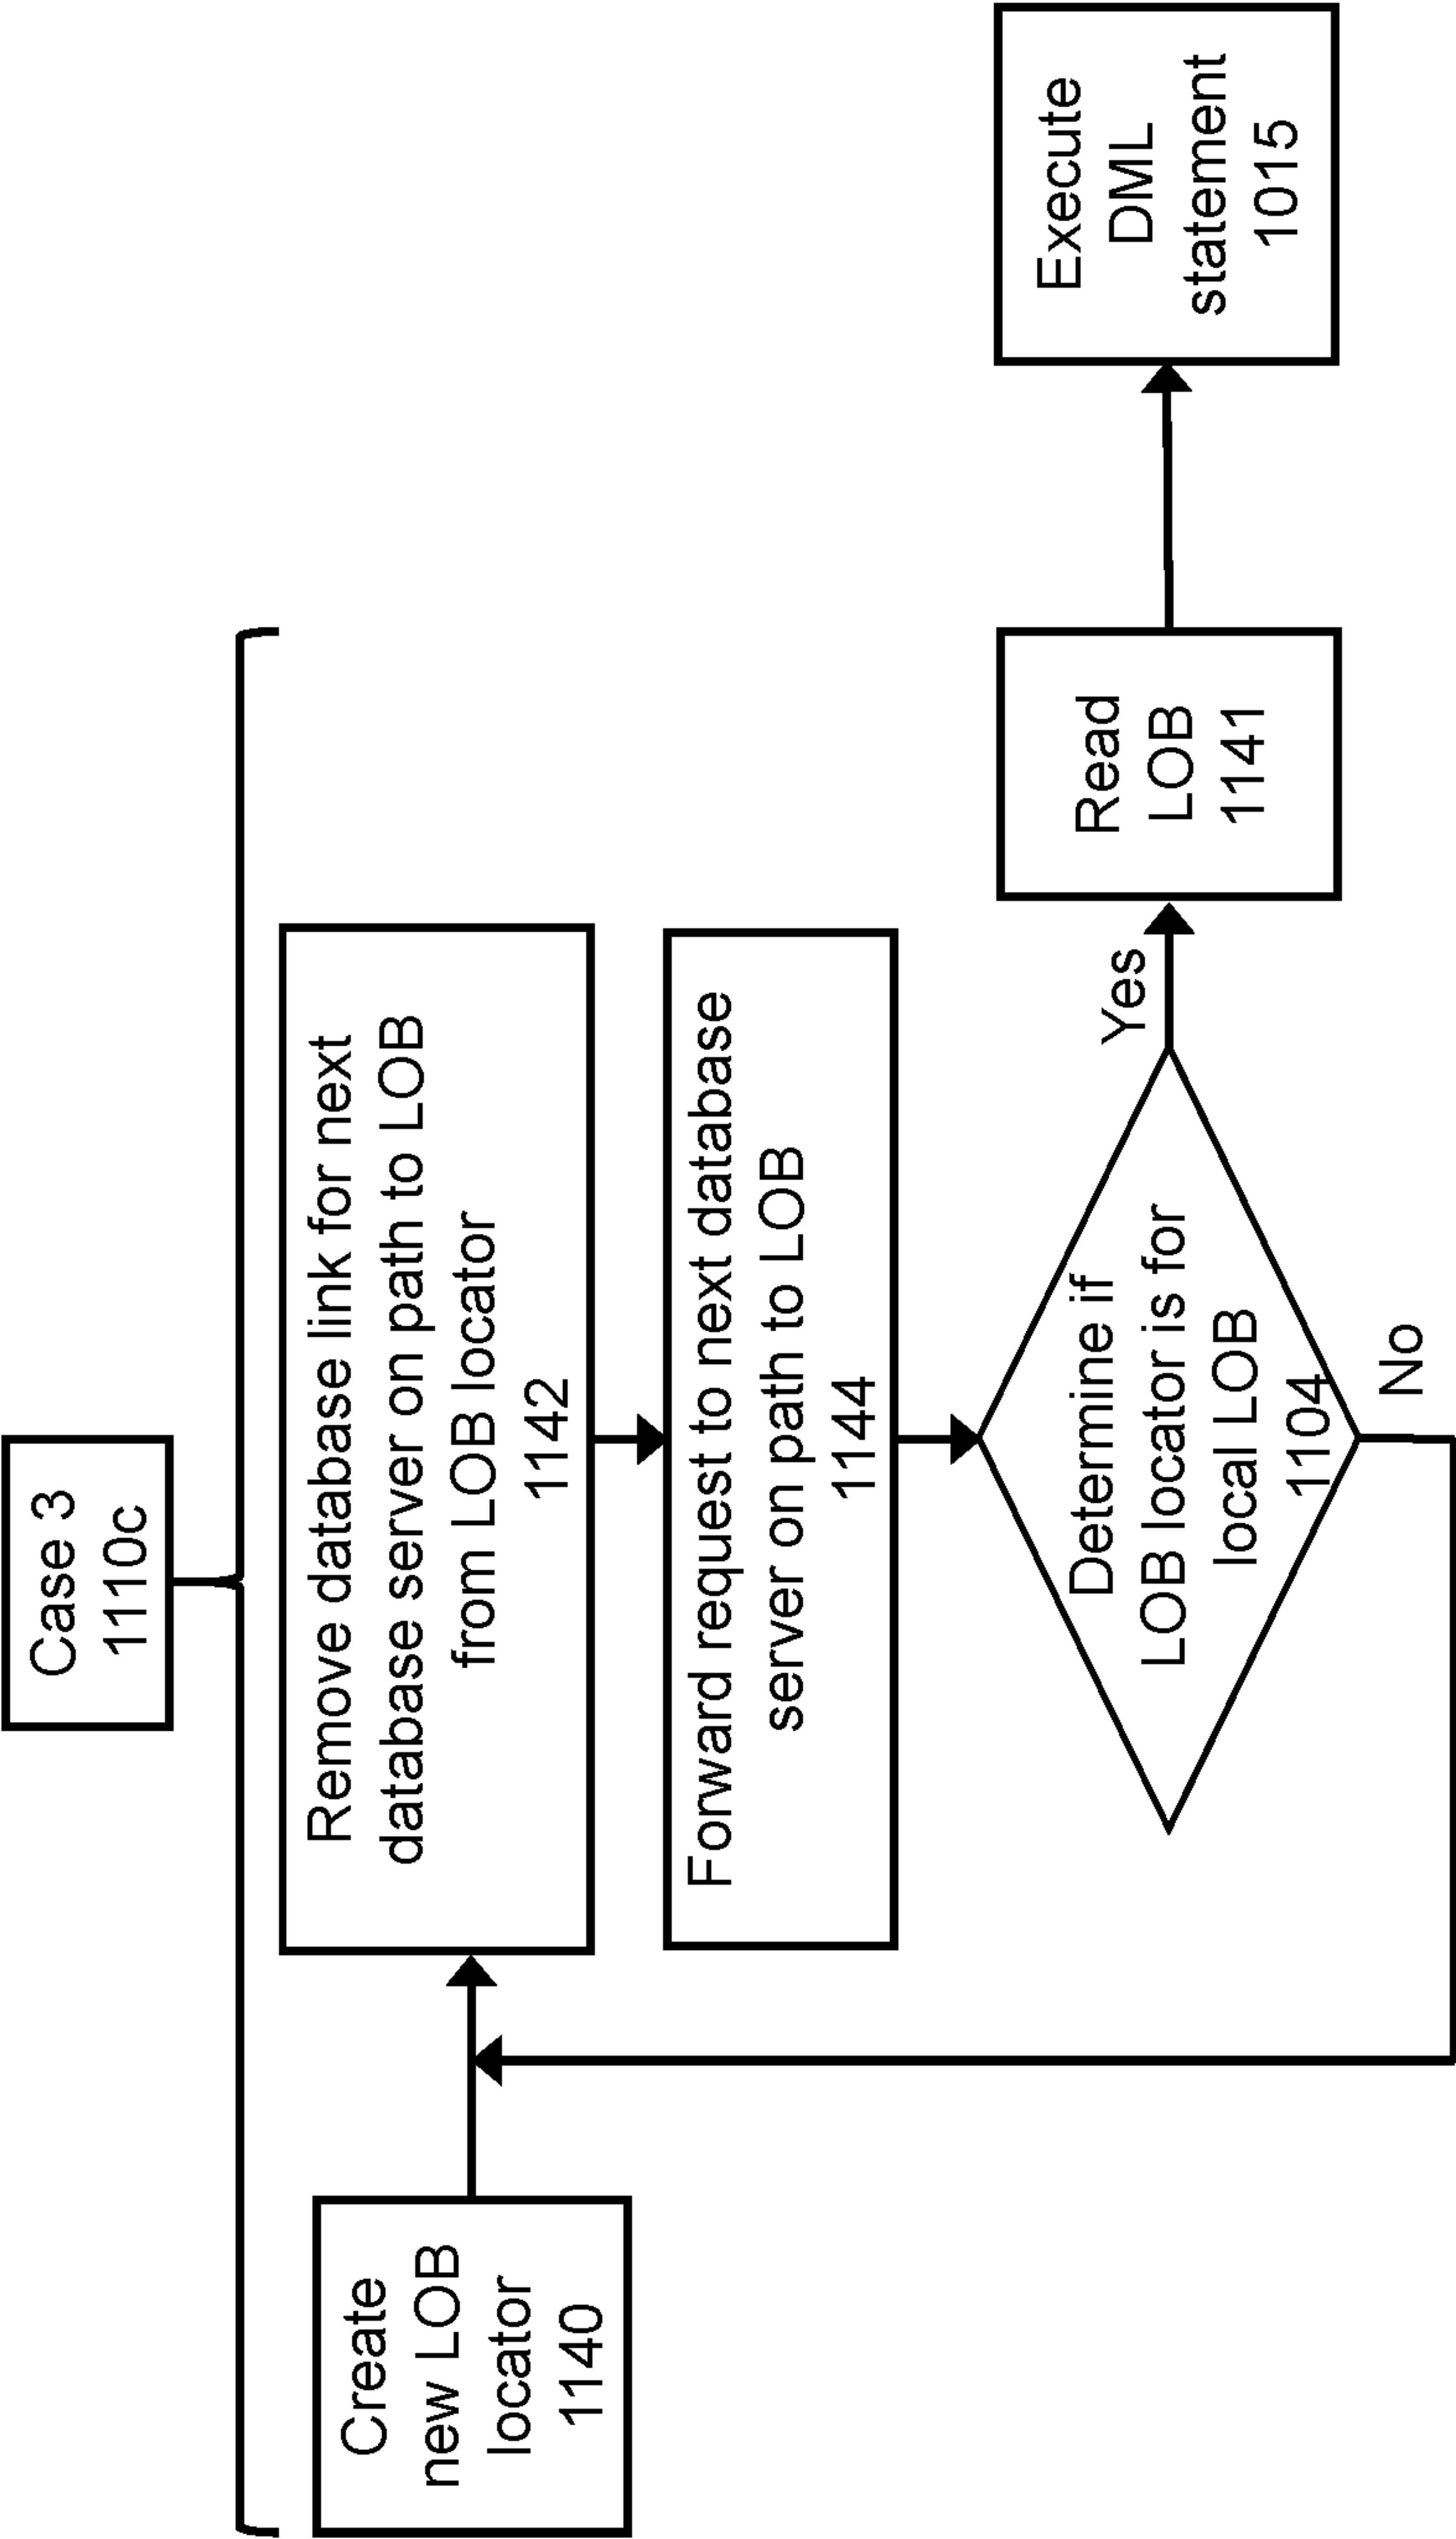 Case 3
1110c
Create
new LOB
locator
1140
Remove database link for next
database server on path to LOB
from LOB locator
1142
Forward request to next database
server on path to LOB
1144
Determine if
LOB locator is for
local LOB
1104
Yes
No
Read
LOB
1141
Execute
DML
statement
1015